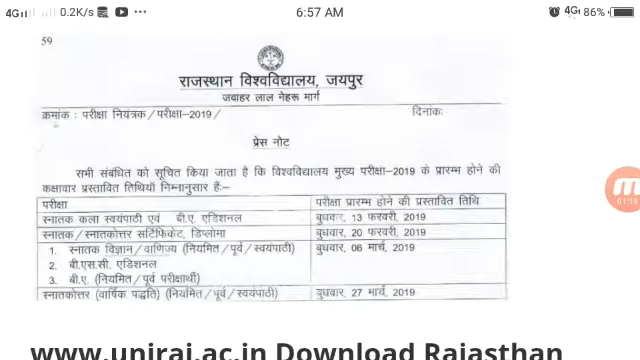 4G 0.2K/s ••• 6:57 AM 4G 86%
59
राजस्थान विश्वविद्यालय, जयपुर
जवाहर लाल नेहरू मार्ग
क्रमांक : परीक्षा नियंत्रक/परीक्षा–2019/ दिनांकः
प्रेस नोट
सभी संबंधित को सूचित किया जाता है कि विश्वविद्यालय मुख्य परीक्षा–2019 के प्रारम्भ होने की
कक्षावार प्रस्तावित तिथियाँ निम्नानुसार हैः–
परीक्षा परीक्षा प्रारम्भ होने की प्रस्तावित तिथि
स्नातक कला स्वयंपाठी एवं बी.ए. एडिशनल बुधवार, 13 फरवरी, 2019
स्नातक/स्नातकोत्तर सर्टिफिकेट, डिप्लोमा बुधवार, 20 फरवरी, 2019
1. स्नातक विज्ञान/वाणिज्य (नियमित/पूर्व/स्वयंपाठी) बुधवार, 06 मार्च, 2019
2. बी.एस.सी. एडिशनल
3. बी.ए. (नियमित/पूर्व परीक्षार्थी)
स्नातकोत्तर (वार्षिक पद्धति) (नियमित/पूर्व/स्वयंपाठी) बुधवार, 27 मार्च, 2019
www.uniraj.ac.in Download Rajasthan